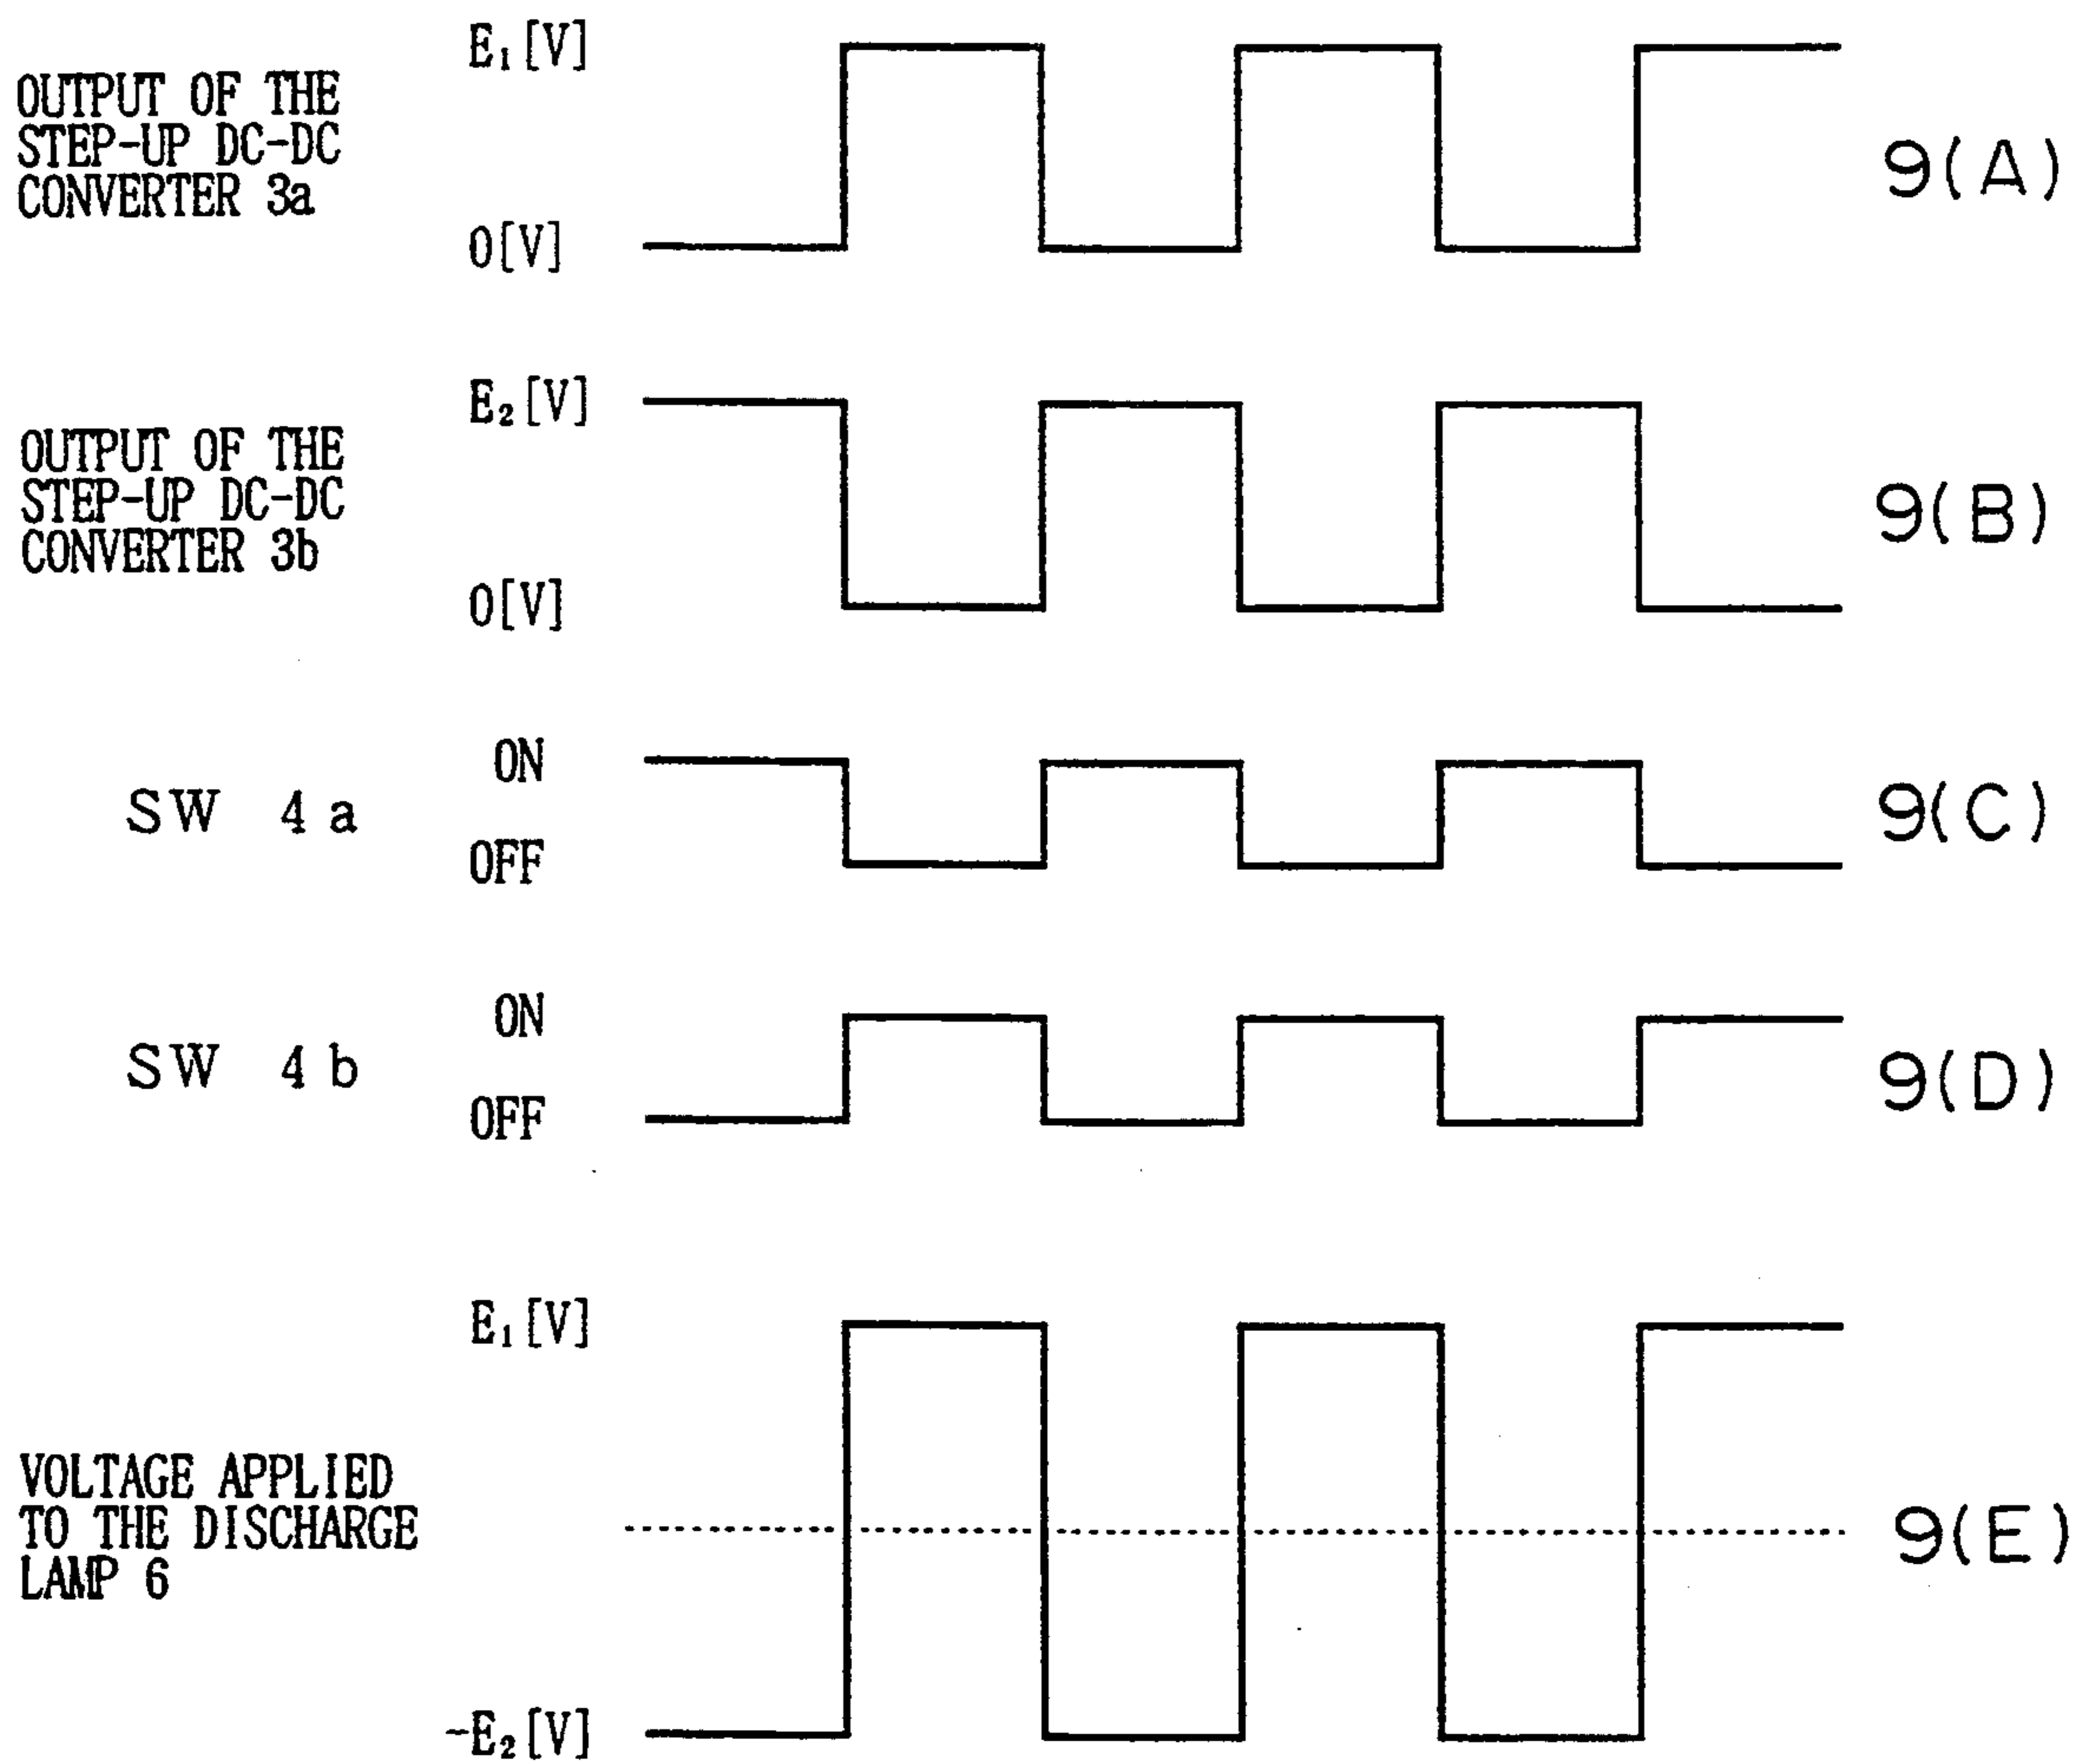 E₁[V]
OUTPUT OF THE
STEP-UP DC-DC
CONVERTER 3a
9(A)
0[V]
E₂[V]
OUTPUT OF THE
STEP-UP DC-DC
CONVERTER 3b
9(B)
0[V]
ON
SW 4a
9(C)
OFF
ON
SW 4b
9(D)
OFF
E₁[V]
VOLTAGE APPLIED
TO THE DISCHARGE
LAMP 6
9(E)
-E₂[V]